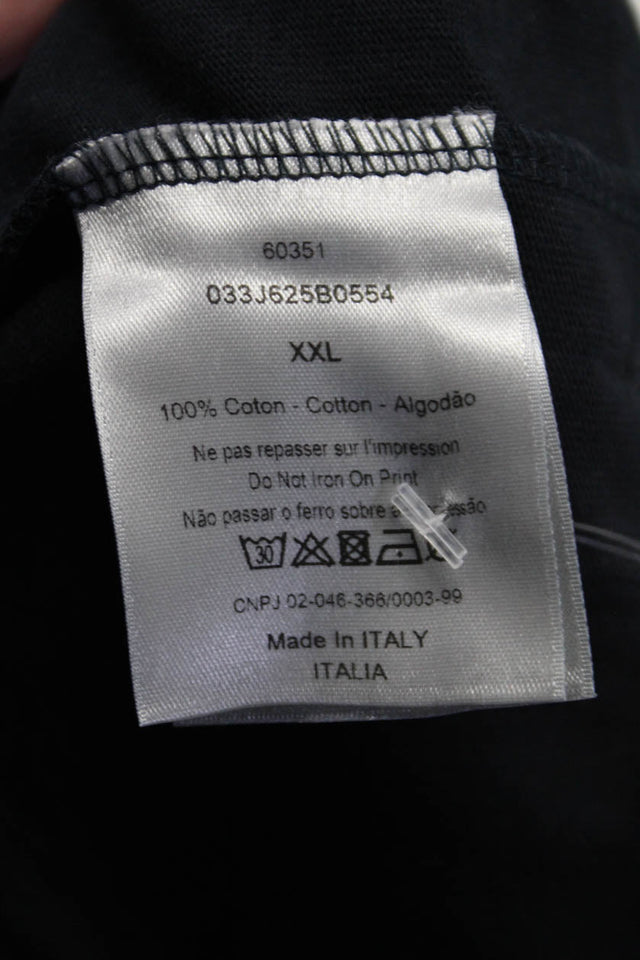 60351
033J625B0554
XXL
100% Coton - Cotton - Algodão
Ne pas repasser sur l'impression
Do Not Iron On Print
Não passar o ferro sobre
30
CNPJ 02-046-366/0003-99
Made In ITALY
ITALIA